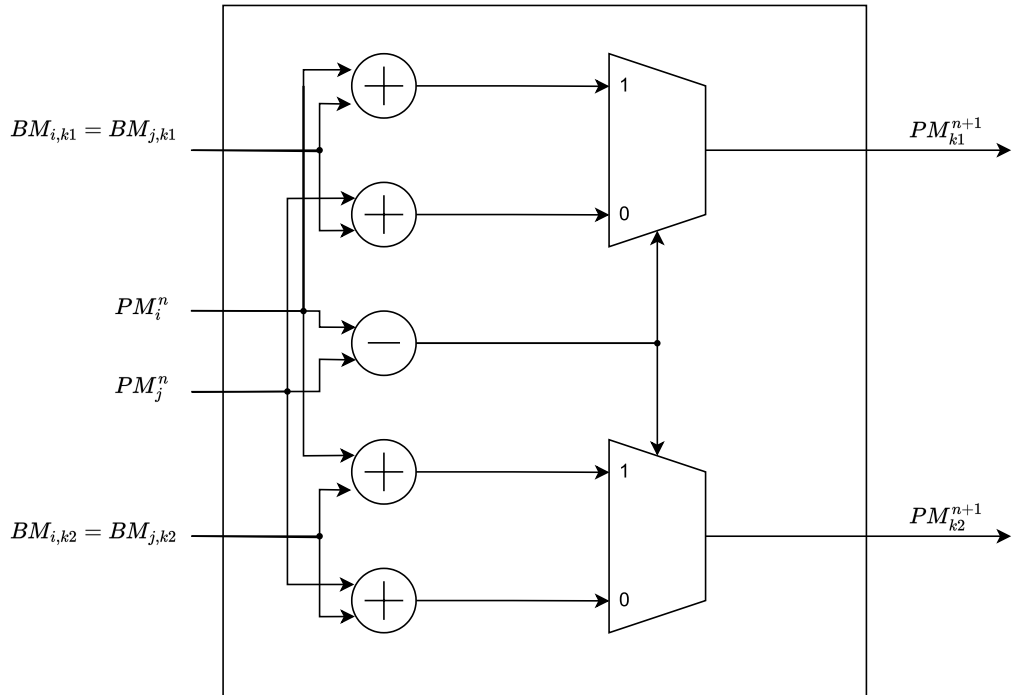 $BM_{i,k1} = BM_{j,k1}$
1
$PM_{k1}^{n+1}$
0
$PM_i^n$
$PM_j^n$
1
$BM_{i,k2} = BM_{j,k2}$
$PM_{k2}^{n+1}$
0